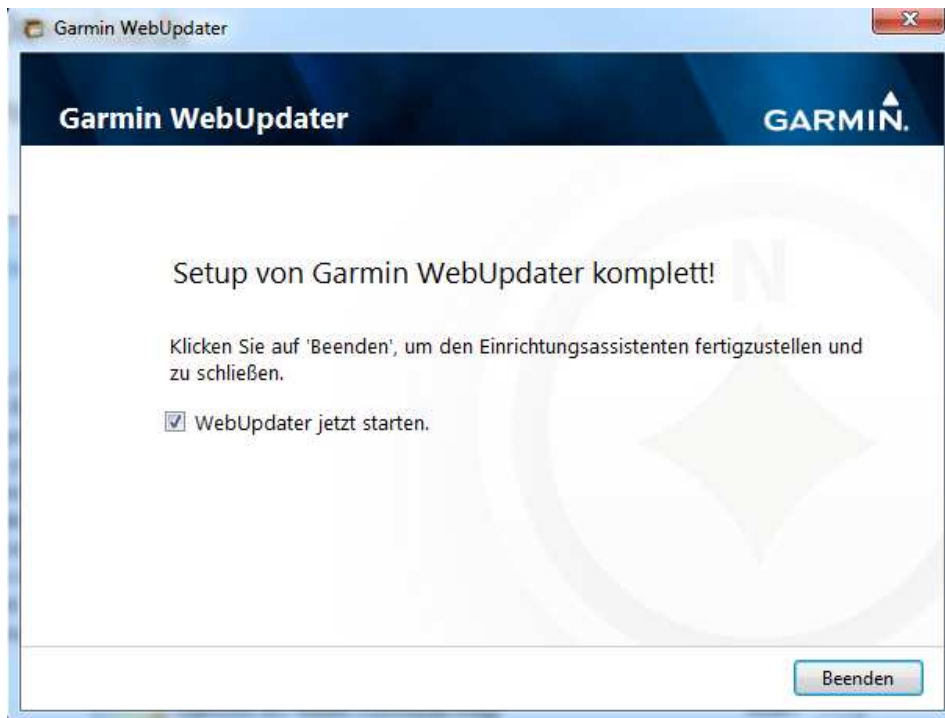 Garmin WebUpdater
Garmin WebUpdater
GARMIN.
N
Setup von Garmin WebUpdater komplett!
Klicken Sie auf 'Beenden', um den Einrichtungsassistenten fertigzustellen und
zu schließen.
WebUpdater jetzt starten.
Beenden